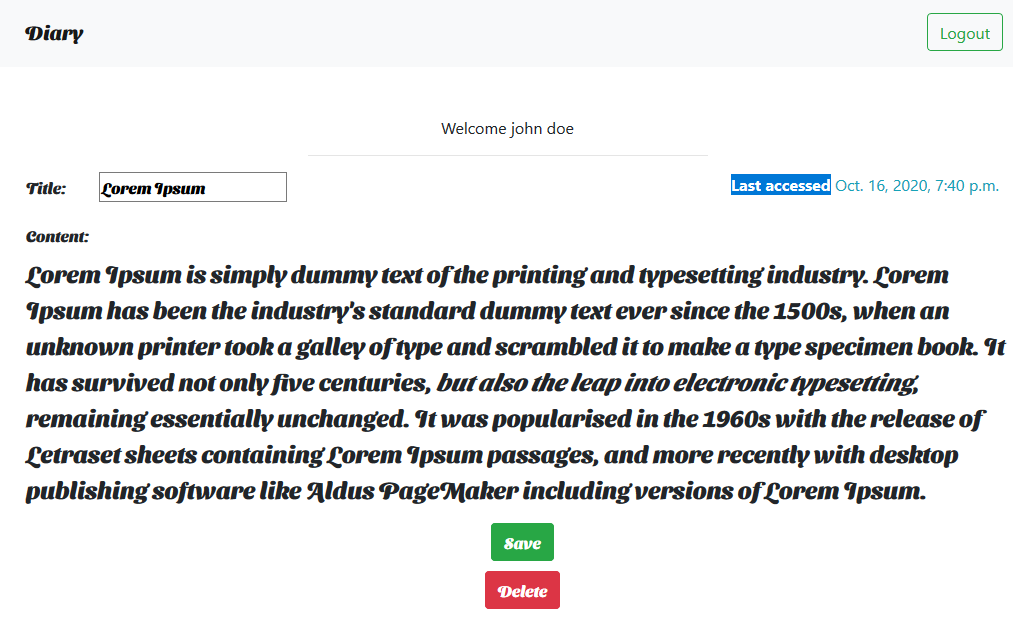 Diary
Logout
Welcome john doe
Title:
Lorem Ipsum
Last accessed Oct. 16, 2020, 7:40 p.m.
Content:
Lorem Ipsum is simply dummy text of the printing and typesetting industry. Lorem
Ipsum has been the industry's standard dummy text ever since the 1500s, when an
unknown printer took a galley of type and scrambled it to make a type specimen book. It
has survived not only five centuries, but also the leap into electronic typesetting,
remaining essentially unchanged. It was popularised in the 1960s with the release of
Letraset sheets containing Lorem Ipsum passages, and more recently with desktop
publishing software like Aldus PageMaker including versions of Lorem Ipsum.
Save
Delete